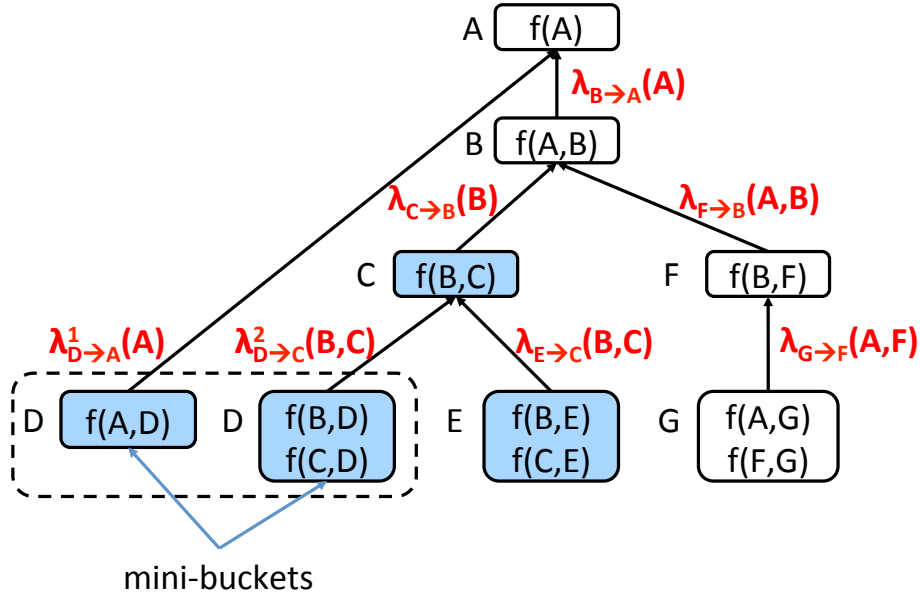 A f(A)
λB→A(A)
B f(A,B)
λC→B(B) λF→B(A,B)
C f(B,C) F f(B,F)
λ1D→A(A) λ2D→C(B,C) λE→C(B,C) λG→F(A,F)
D f(A,D) D f(B,D) E f(B,E) G f(A,G)
f(C,D) f(C,E) f(F,G)
mini-buckets